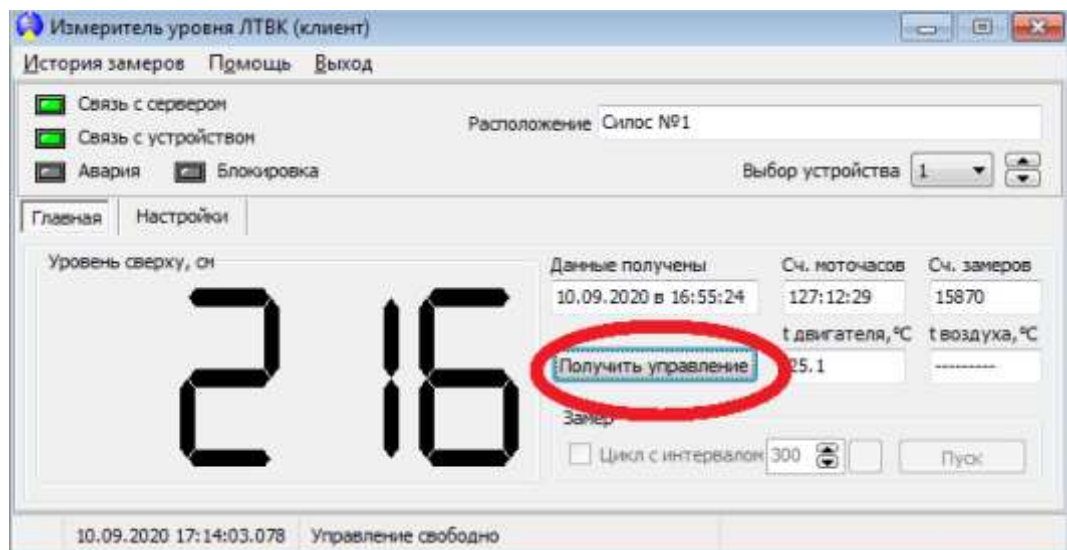 Измеритель уровня ЛТВК (клиент)
История замеров Помощь Выход
Связь с сервером
Связь с устройством
Авария Блокировка
Расположение Силос №1
Выбор устройства 1
Главная Настройки
Уровень сверху, см
216
Данные получены Сч. моточасов Сч. замеров
10.09.2020 в 16:55:24 127:12:29 15870
t двигателя,°C t воздуха,°C
Получить управление 25.1 ---------
Замер
Цикл с интервалом 300 Пуск
10.09.2020 17:14:03.078 Управление свободно